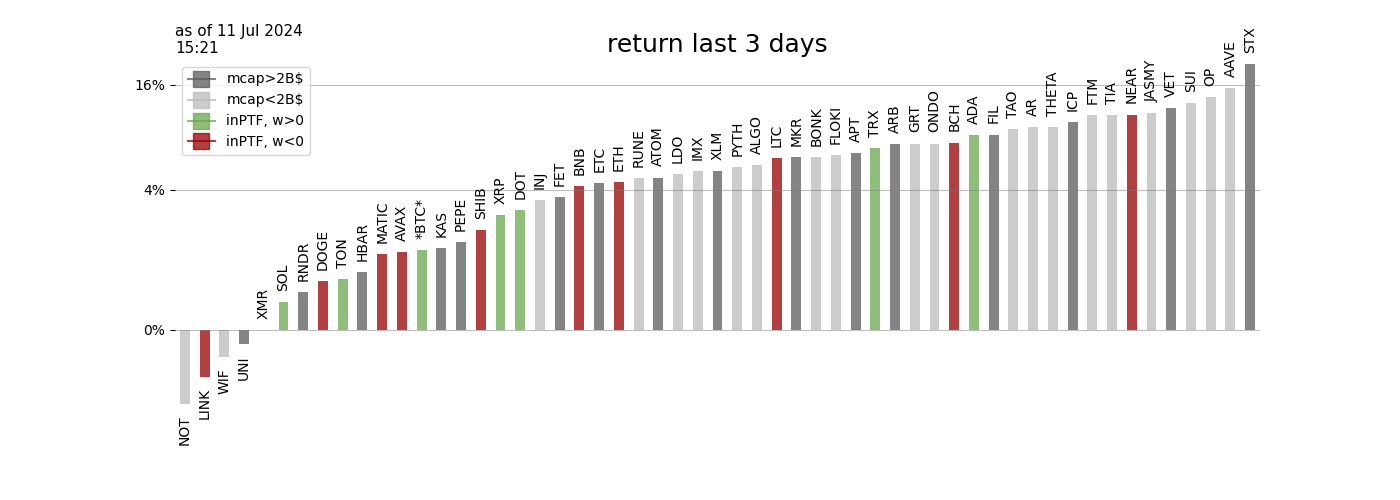 as of 11 Jul 2024
15:21
return last 3 days
mcap>2B$
mcap<2B$
inPTF, w>0
inPTF, w<0
16%
4%
0%
NOT
LINK
WIF
UNI
XMR
SOL
RNDR
DOGE
TON
HBAR
MATIC
AVAX
*BTC*
KAS
PEPE
SHIB
XRP
DOT
INJ
FET
BNB
ETC
ETH
RUNE
ATOM
LDO
IMX
XLM
PYTH
ALGO
LTC
MKR
BONK
FLOKI
APT
TRX
ARB
GRT
ONDO
BCH
ADA
FIL
TAO
AR
THETA
ICP
FTM
TIA
NEAR
JASMY
VET
SUI
OP
AAVE
STX